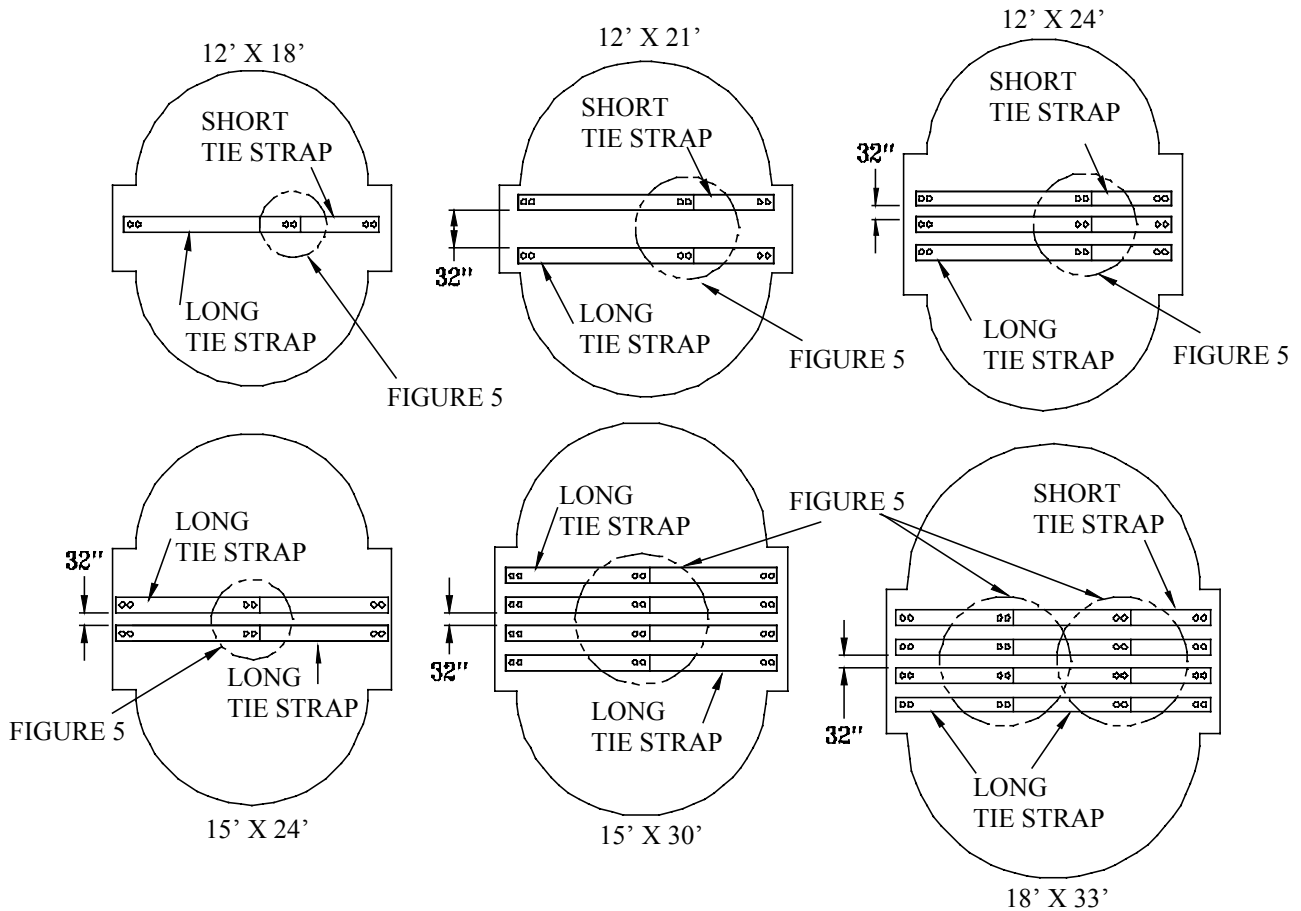 12’ X 18’
SHORT
TIE STRAP
LONG
TIE STRAP
FIGURE 5
12’ X 21’
SHORT
TIE STRAP
32"
LONG
TIE STRAP
FIGURE 5
12’ X 24’
SHORT
TIE STRAP
32"
LONG
TIE STRAP
FIGURE 5
LONG
TIE STRAP
32"
LONG
TIE STRAP
FIGURE 5
15’ X 24’
LONG
TIE STRAP
FIGURE 5
32"
LONG
TIE STRAP
15’ X 30’
SHORT
TIE STRAP
32"
LONG
TIE STRAP
18’ X 33’